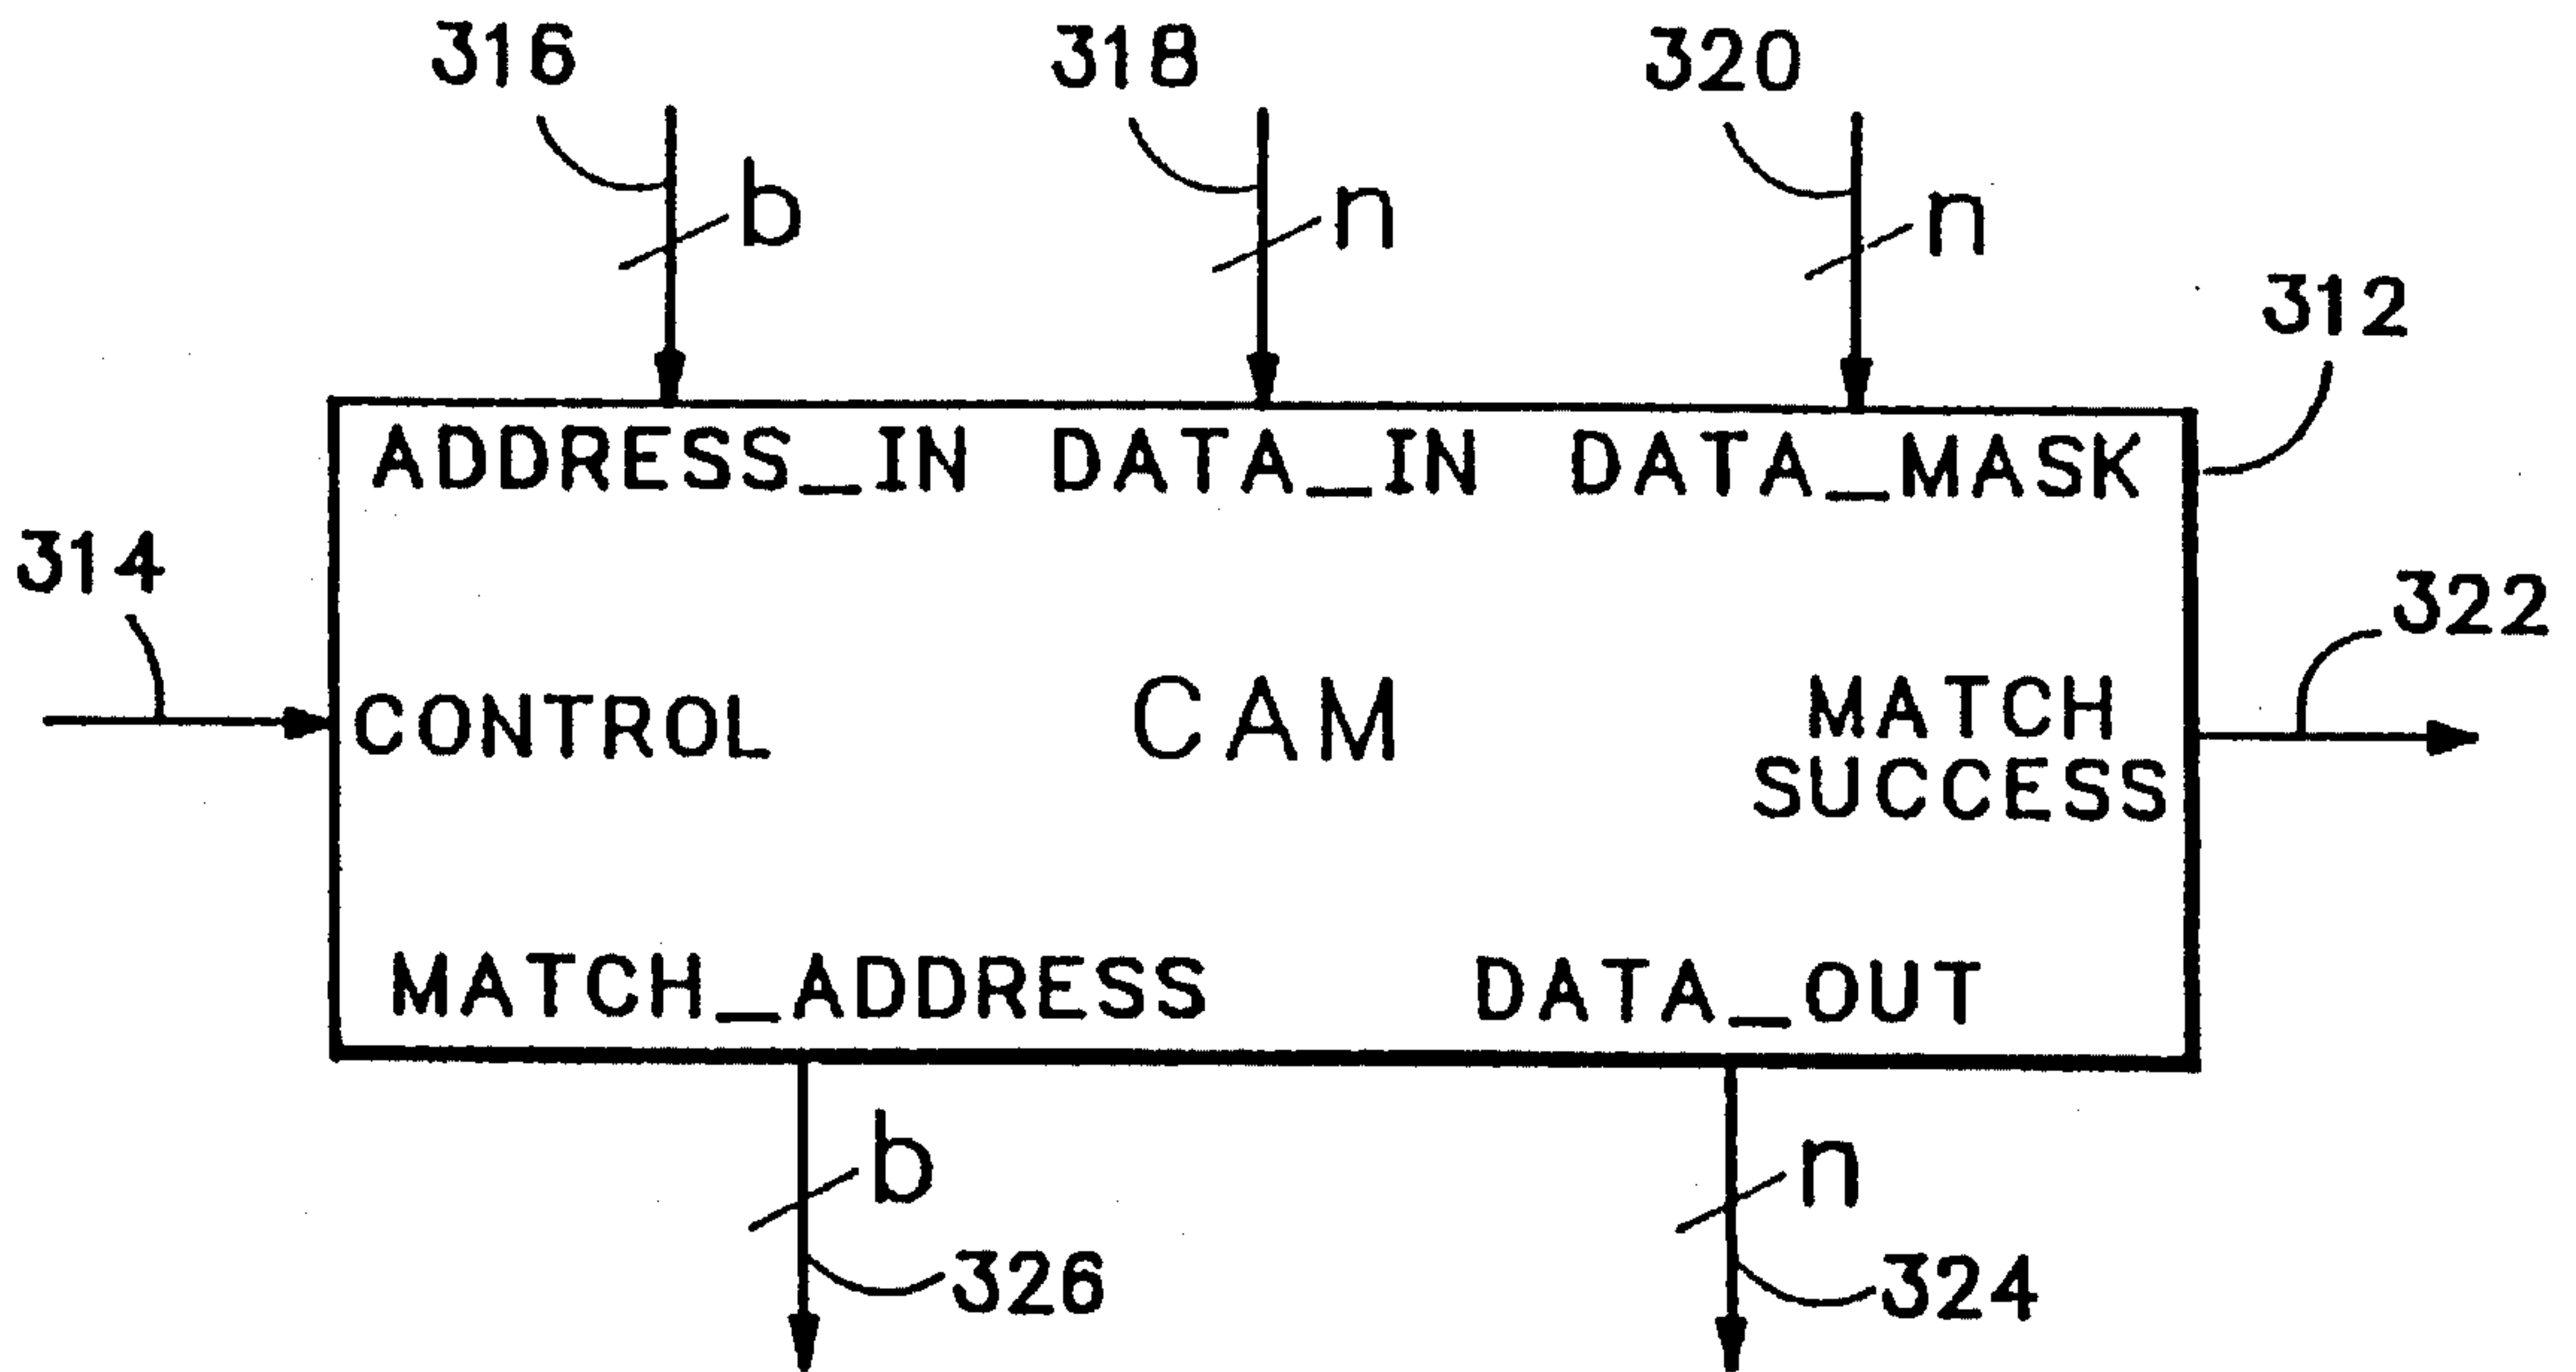 316
318
320
b
n
n
312
ADDRESS_IN
DATA_IN
DATA_MASK
314
322
CONTROL
CAM
MATCH
SUCCESS
MATCH_ADDRESS
DATA_OUT
b
n
326
324